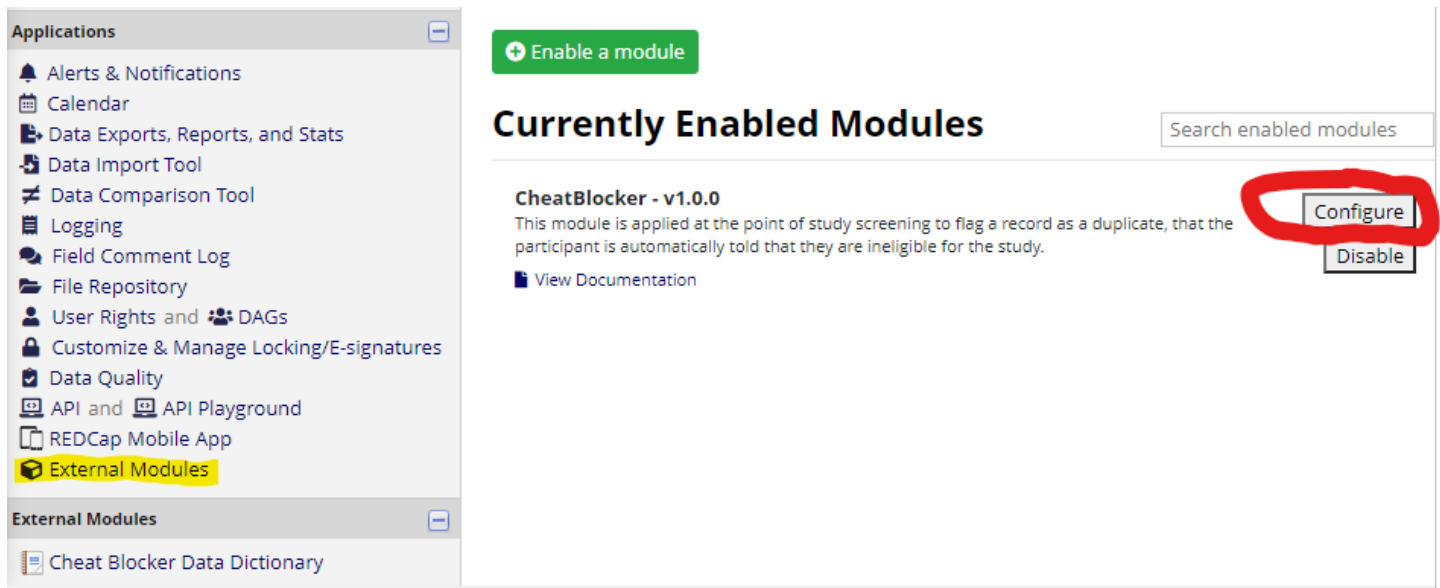 Applications
Alerts & Notifications
Calendar
Data Exports, Reports, and Stats
Data Import Tool
Data Comparison Tool
Logging
Field Comment Log
File Repository
User Rights and DAGs
Customize & Manage Locking/E-signatures
Data Quality
API and API Playground
REDCap Mobile App
External Modules
External Modules
Cheat Blocker Data Dictionary
Enable a module
Currently Enabled Modules
Search enabled modules
CheatBlocker - v1.0.0
This module is applied at the point of study screening to flag a record as a duplicate, that the
participant is automatically told that they are ineligible for the study.
View Documentation
Configure
Disable